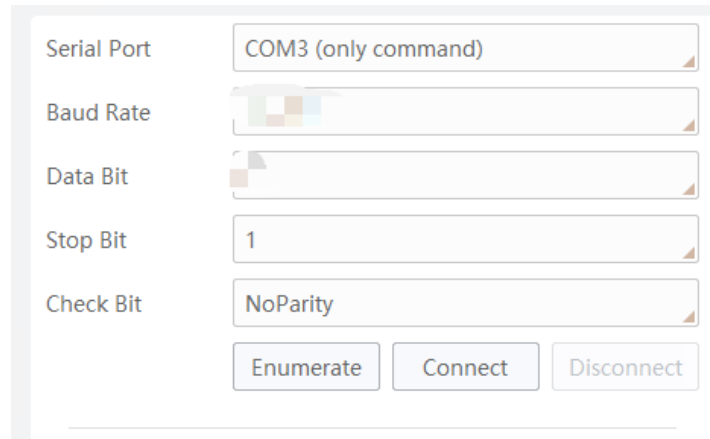 Serial Port COM3 (only command)
Baud Rate
Data Bit
Stop Bit 1
Check Bit NoParity
Enumerate Connect Disconnect